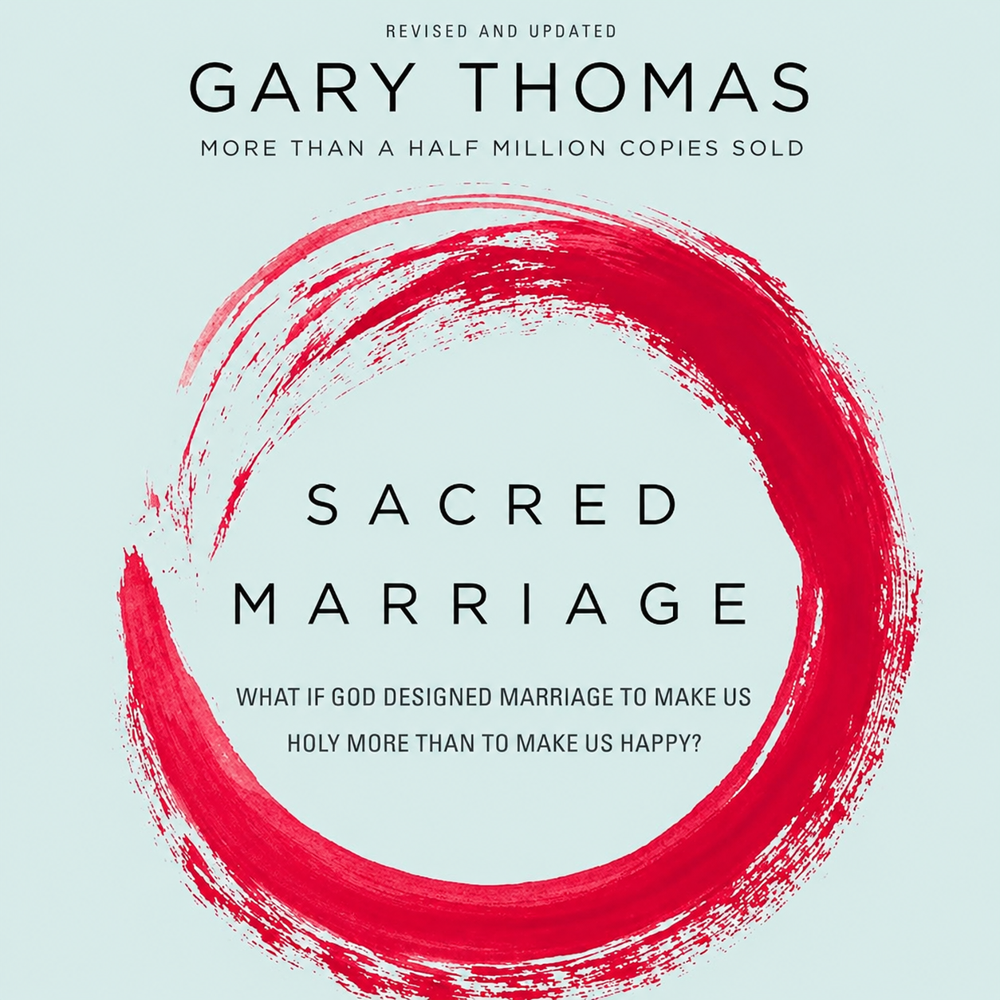 REVISED AND UPDATED
GARY THOMAS
MORE THAN A HALF MILLION COPIES SOLD
SACRED
MARRIAGE
WHAT IF GOD DESIGNED MARRIAGE TO MAKE US
HOLY MORE THAN TO MAKE US HAPPY?